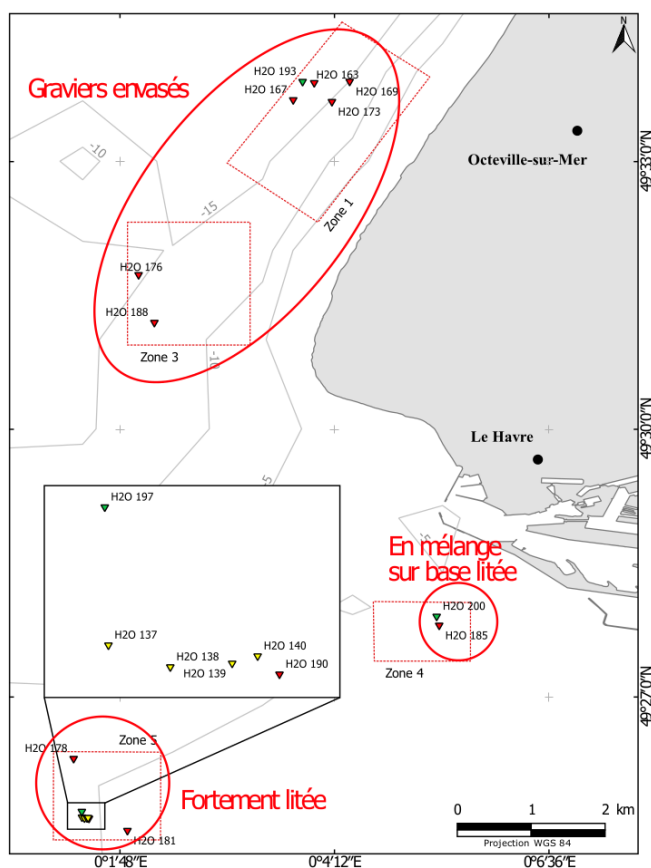 N
H2O 193
H2O 163
Graviers envasés
H2O 167
H2O 169
H2O 173
-10
Octeville-sur-Mer
49°33'0"N
-15
Zone 1
H2O 176
H2O 188
Zone 3
-10
Le Havre
49°30'0"N
-5
H2O 197
-5
En mélange
sur base litée
H2O 200
H2O 137
H2O 140
H2O 138
H2O 185
H2O 139
H2O 190
Zone 4
49°27'0"N
Zone 5
H2O 178
Fortement litée
H2O 181
0 1 2 km
Projection WGS 84
0°1'48"E 0°4'12"E 0°6'36"E